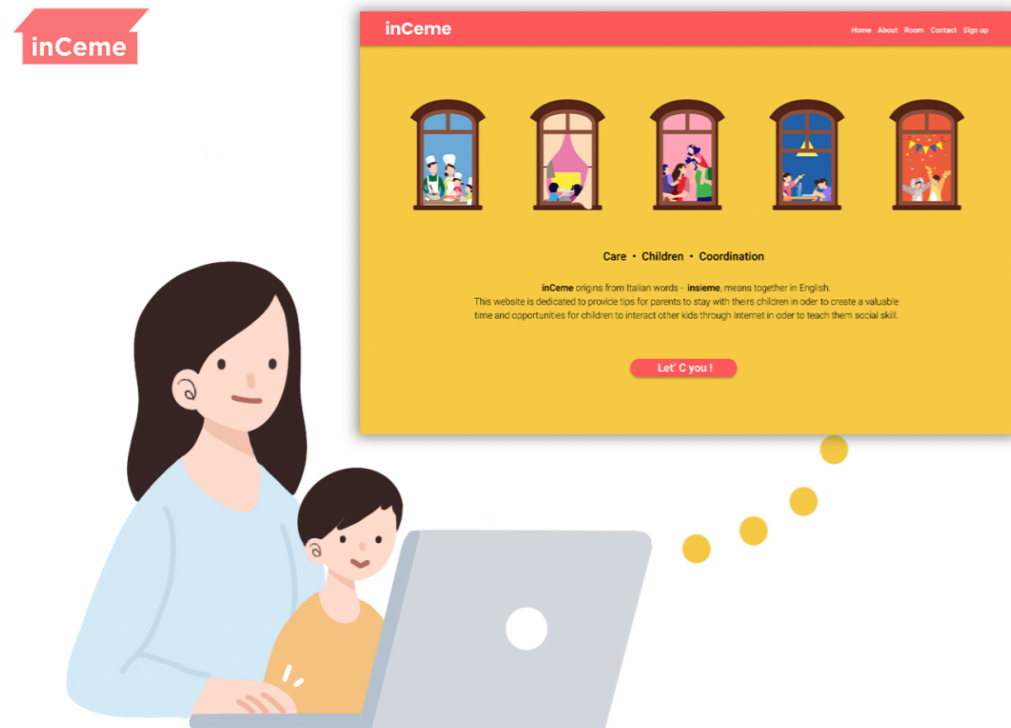 inCeme
inCeme
Home About Room Contact Sign up
Care • Children • Coordination
inCeme origins from Italian words - insieme, means together in English.
This website is dedicated to provide tips for parents to stay with theirs children in oder to create a valuable
time and opportunities for children to interact other kids through Internet in oder to teach them social skill.
Let' C you !